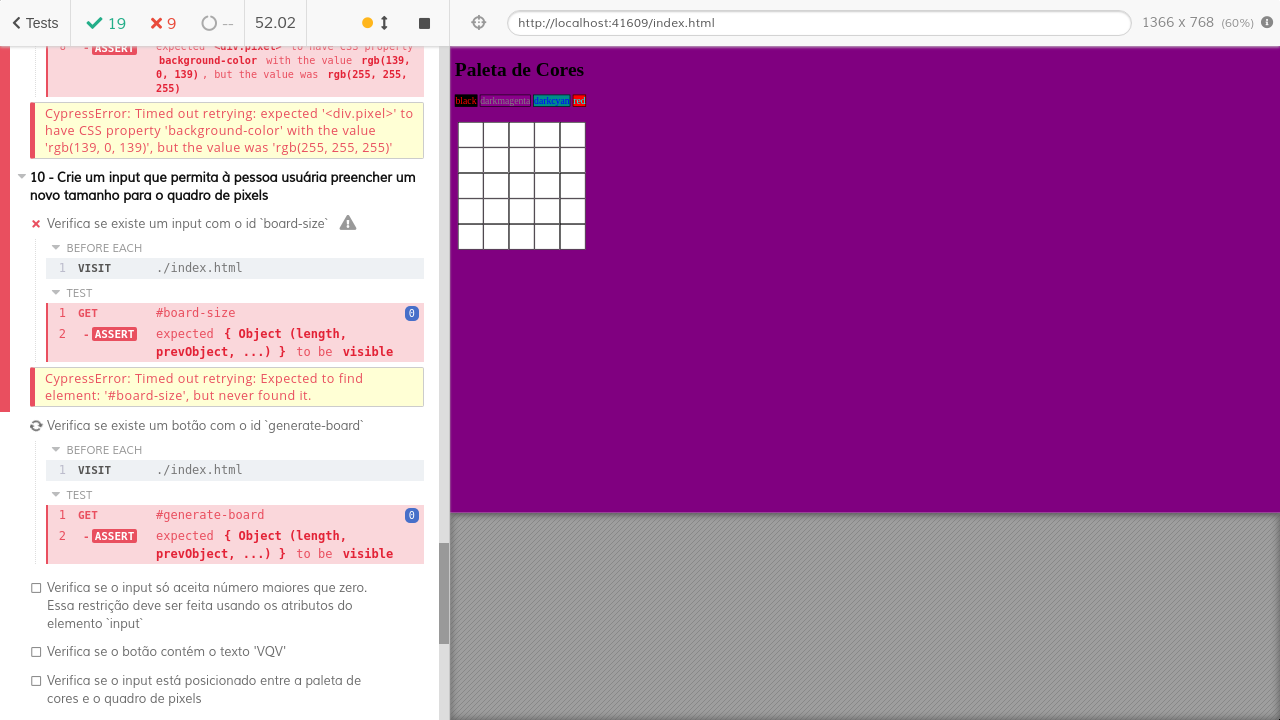 Tests
19
9
--
52.02
http://localhost:41609/index.html
1366 x 768 (60%)
- ASSERT expected <div.pixel> to have CSS property
background-color with the value rgb(139,
0, 139) , but the value was rgb(255, 255,
255)
CypressError: Timed out retrying: expected '<div.pixel>' to
have CSS property 'background-color' with the value
'rgb(139, 0, 139)', but the value was 'rgb(255, 255, 255)'
10 - Crie um input que permita à pessoa usuária preencher um
novo tamanho para o quadro de pixels
Verifica se existe um input com o id `board-size`
BEFORE EACH
1 VISIT ./index.html
TEST
1 GET #board-size 0
2 - ASSERT expected { Object (length,
prevObject, ...) } to be visible
CypressError: Timed out retrying: Expected to find
element: '#board-size', but never found it.
Verifica se existe um botão com o id `generate-board`
BEFORE EACH
1 VISIT ./index.html
TEST
1 GET #generate-board 0
2 - ASSERT expected { Object (length,
prevObject, ...) } to be visible
Verifica se o input só aceita número maiores que zero.
Essa restrição deve ser feita usando os atributos do
elemento `input`
Verifica se o botão contém o texto 'VQV'
Verifica se o input está posicionado entre a paleta de
cores e o quadro de pixels
Paleta de Cores
black darkmagenta darkcyan red